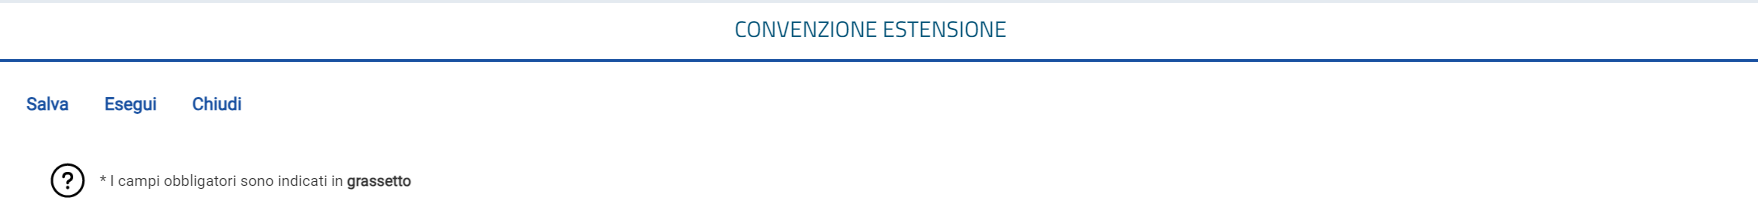 CONVENZIONE ESTENSIONE
Salva Esegui Chiudi
? * I campi obbligatori sono indicati in grassetto